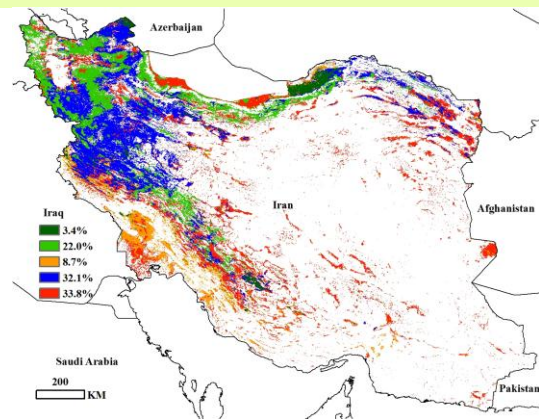 Azerbaijan
Iran
Afghanistan
Iraq
3.4%
22.0%
8.7%
32.1%
33.8%
Saudi Arabia
200
KM
Pakistan